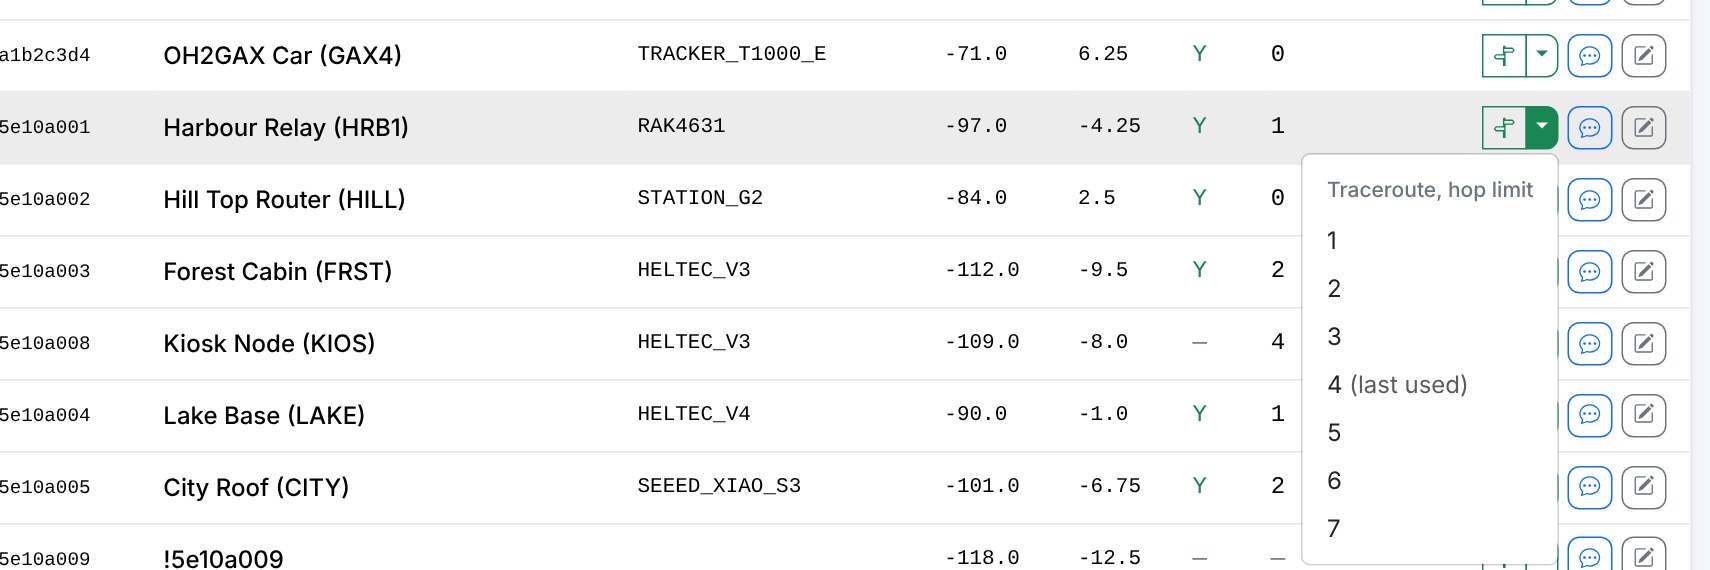 a1b2c3d4 OH2GAX Car (GAX4) TRACKER_T1000_E -71.0 6.25 Y 0
5e10a001 Harbour Relay (HRB1) RAK4631 -97.0 -4.25 Y 1
Traceroute, hop limit
1
2
3
4 (last used)
5
6
7
5e10a002 Hill Top Router (HILL) STATION_G2 -84.0 2.5 Y 0
5e10a003 Forest Cabin (FRST) HELTEC_V3 -112.0 -9.5 Y 2
5e10a008 Kiosk Node (KIOS) HELTEC_V3 -109.0 -8.0 — 4
5e10a004 Lake Base (LAKE) HELTEC_V4 -90.0 -1.0 Y 1
5e10a005 City Roof (CITY) SEEED_XIAO_S3 -101.0 -6.75 Y 2
5e10a009 !5e10a009 -118.0 -12.5 — —